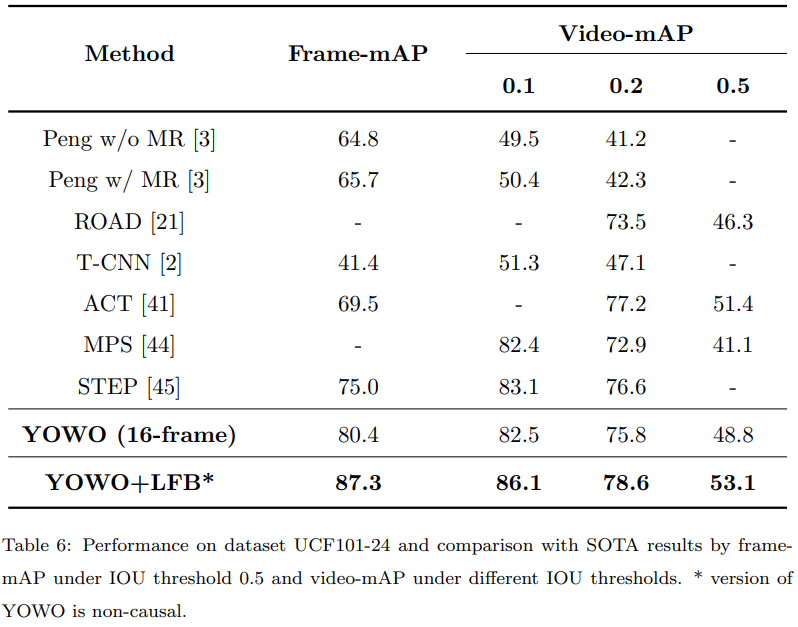 Method Frame-mAP Video-mAP
0.1 0.2 0.5
Peng w/o MR [3] 64.8 49.5 41.2 -
Peng w/ MR [3] 65.7 50.4 42.3 -
ROAD [21] - - 73.5 46.3
T-CNN [2] 41.4 51.3 47.1 -
ACT [41] 69.5 - 77.2 51.4
MPS [44] - 82.4 72.9 41.1
STEP [45] 75.0 83.1 76.6 -
YOWO (16-frame) 80.4 82.5 75.8 48.8
YOWO+LFB* 87.3 86.1 78.6 53.1
Table 6: Performance on dataset UCF101-24 and comparison with SOTA results by frame-
mAP under IOU threshold 0.5 and video-mAP under different IOU thresholds. * version of
YOWO is non-causal.